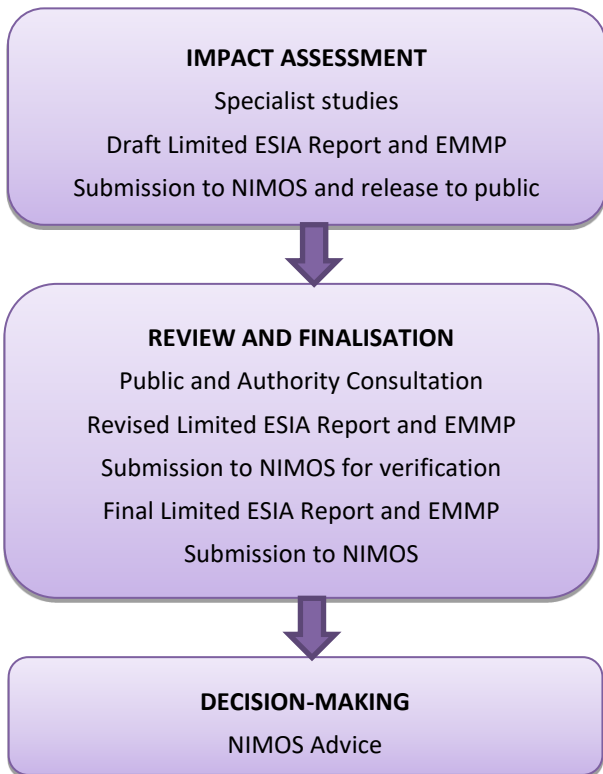 IMPACT ASSESSMENT
Specialist studies
Draft Limited ESIA Report and EMMP
Submission to NIMOS and release to public
REVIEW AND FINALISATION
Public and Authority Consultation
Revised Limited ESIA Report and EMMP
Submission to NIMOS for verification
Final Limited ESIA Report and EMMP
Submission to NIMOS
DECISION-MAKING
NIMOS Advice